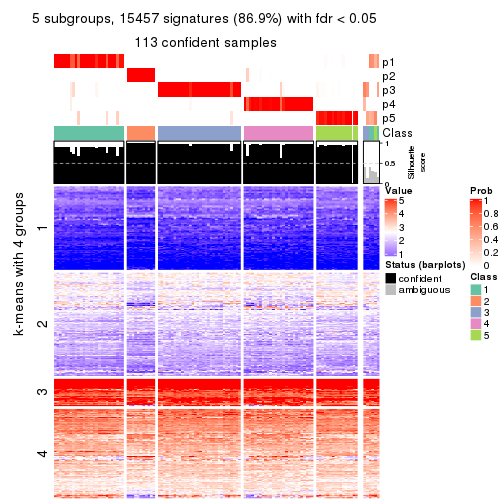 5 subgroups, 15457 signatures (86.9%) with fdr < 0.05
113 confident samples
p1
p2
p3
p4
p5
Class
1
0.5
0
Silhouette
score
k-means with 4 groups
1
2
3
4
Value
5
4
3
2
1
Status (barplots)
confident
ambiguous
Prob
1
0.8
0.6
0.4
0.2
0
Class
1
2
3
4
5